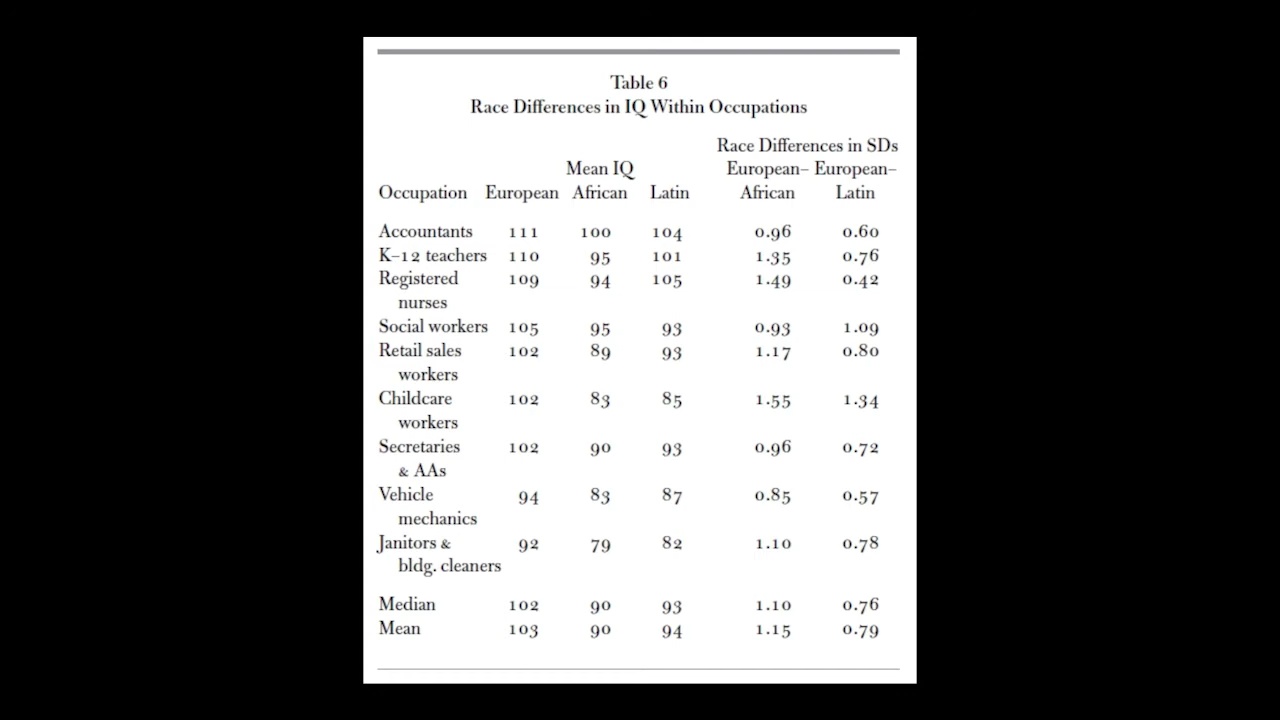 Table 6
Race Differences in IQ Within Occupations
Race Differences in SDs
Mean IQ European– European–
Occupation European African Latin African Latin
Accountants 111 100 104 0.96 0.60
K–12 teachers 110 95 101 1.35 0.76
Registered 109 94 105 1.49 0.42
nurses
Social workers 105 95 93 0.93 1.09
Retail sales 102 89 93 1.17 0.80
workers
Childcare 102 83 85 1.55 1.34
workers
Secretaries 102 90 93 0.96 0.72
& AAs
Vehicle 94 83 87 0.85 0.57
mechanics
Janitors & 92 79 82 1.10 0.78
bldg. cleaners
Median 102 90 93 1.10 0.76
Mean 103 90 94 1.15 0.79